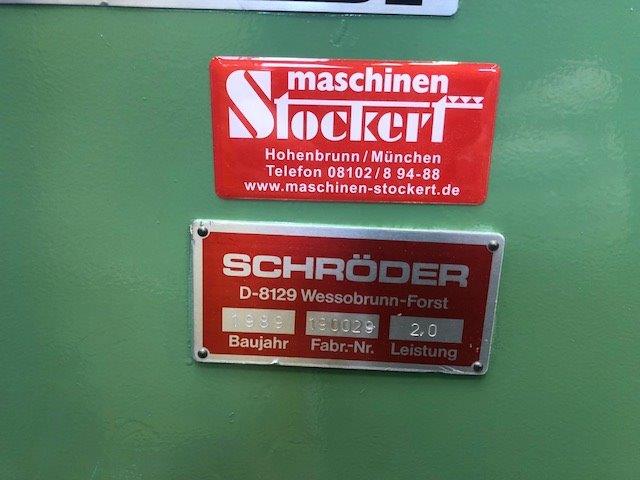 maschinen
Stockert
Hohenbrunn/München
Telefon 08102/8 94-88
www.maschinen-stockert.de
SCHRÖDER
D-8129 Wessobrunn-Forst
1989 190029 2,0
Baujahr Fabr.-Nr. Leistung